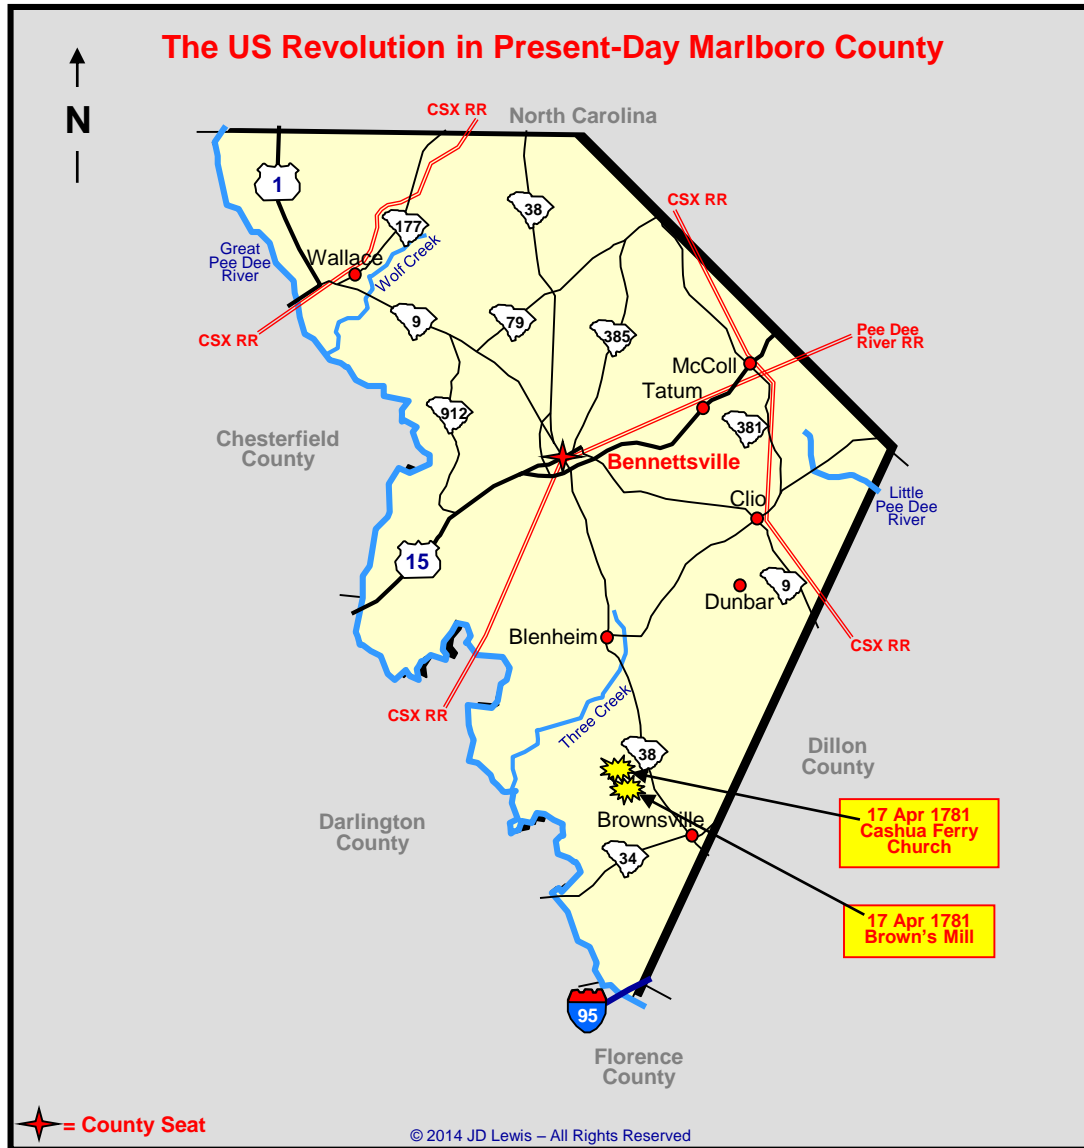 The US Revolution in Present-Day Marlboro County
N
CSX RR
North Carolina
1
38
CSX RR
177
Great
Pee Dee
River
Wallace
Wolf Creek
9
79
385
CSX RR
Pee Dee
River RR
McColl
Tatum
912
381
Chesterfield
County
Bennettsville
Little
Pee Dee
River
Clio
15
9
Dunbar
Blenheim
CSX RR
CSX RR
Three Creek
38
Dillon
County
Darlington
County
Brownsville
17 Apr 1781
Cashua Ferry
Church
34
17 Apr 1781
Brown's Mill
95
Florence
County
= County Seat
© 2014 JD Lewis – All Rights Reserved